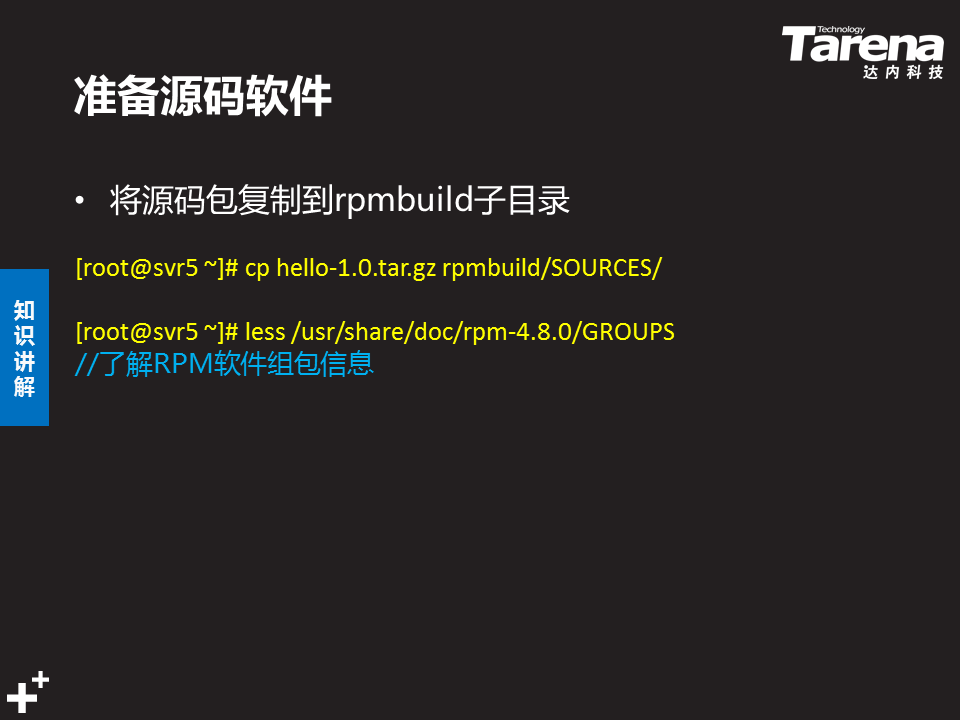 Technology
Tarena
达内科技
准备源码软件
• 将源码包复制到rpmbuild子目录
[root@svr5 ~]# cp hello-1.0.tar.gz rpmbuild/SOURCES/
[root@svr5 ~]# less /usr/share/doc/rpm-4.8.0/GROUPS
//了解RPM软件组包信息
知
识
讲
解